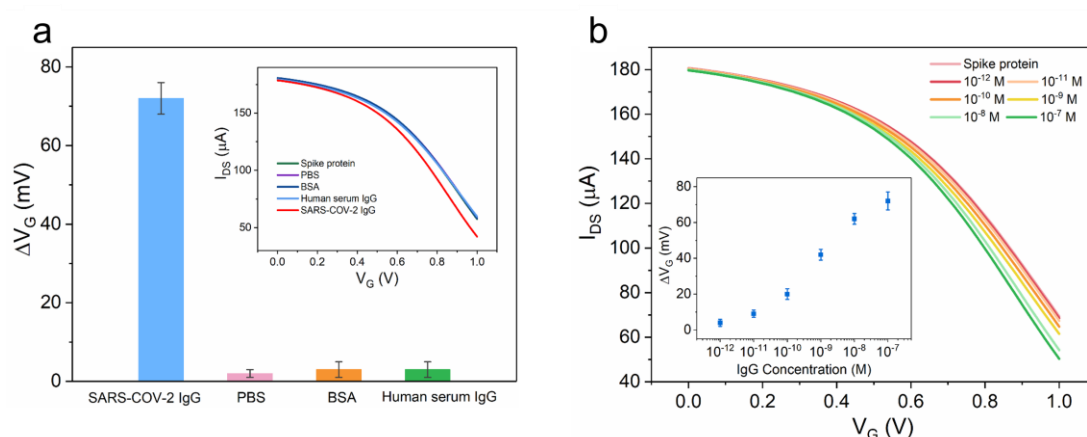 a
ΔV_G (mV)
80
60
40
20
0
SARS-COV-2 IgG
PBS
BSA
Human serum IgG
I_DS (μA)
150
100
50
Spike protein
PBS
BSA
Human serum IgG
SARS-COV-2 IgG
0.0 0.2 0.4 0.6 0.8 1.0
V_G (V)
b
I_DS (μA)
180
160
140
120
100
80
60
40
Spike protein
10⁻¹² M
10⁻¹¹ M
10⁻¹⁰ M
10⁻⁹ M
10⁻⁸ M
10⁻⁷ M
ΔV_G (mV)
80
60
40
20
0
10⁻¹² 10⁻¹¹ 10⁻¹⁰ 10⁻⁹ 10⁻⁸ 10⁻⁷
IgG Concentration (M)
0.0 0.2 0.4 0.6 0.8 1.0
V_G (V)